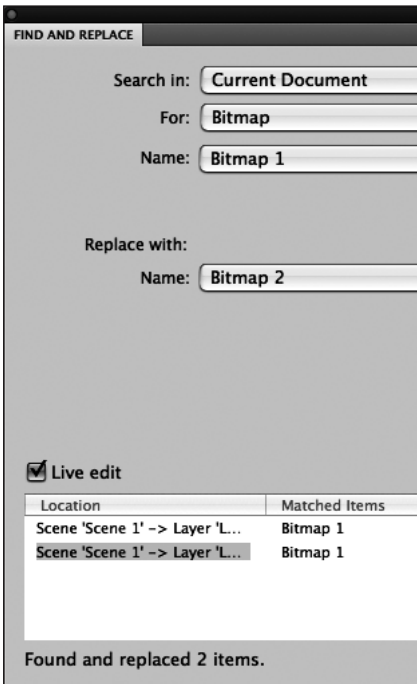 FIND AND REPLACE
Search in: Current Document
For: Bitmap
Name: Bitmap 1
Replace with:
Name: Bitmap 2
Live edit
Location Matched Items
Scene 'Scene 1' -> Layer 'L... Bitmap 1
Scene 'Scene 1' -> Layer 'L... Bitmap 1
Found and replaced 2 items.